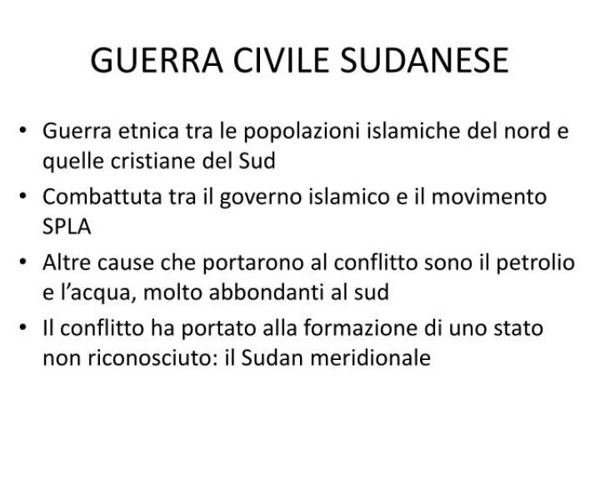 GUERRA CIVILE SUDANESE
• Guerra etnica tra le popolazioni islamiche del nord e
quelle cristiane del Sud
• Combattuta tra il governo islamico e il movimento
SPLA
• Altre cause che portarono al conflitto sono il petrolio
e l’acqua, molto abbondanti al sud
• Il conflitto ha portato alla formazione di uno stato
non riconosciuto: il Sudan meridionale